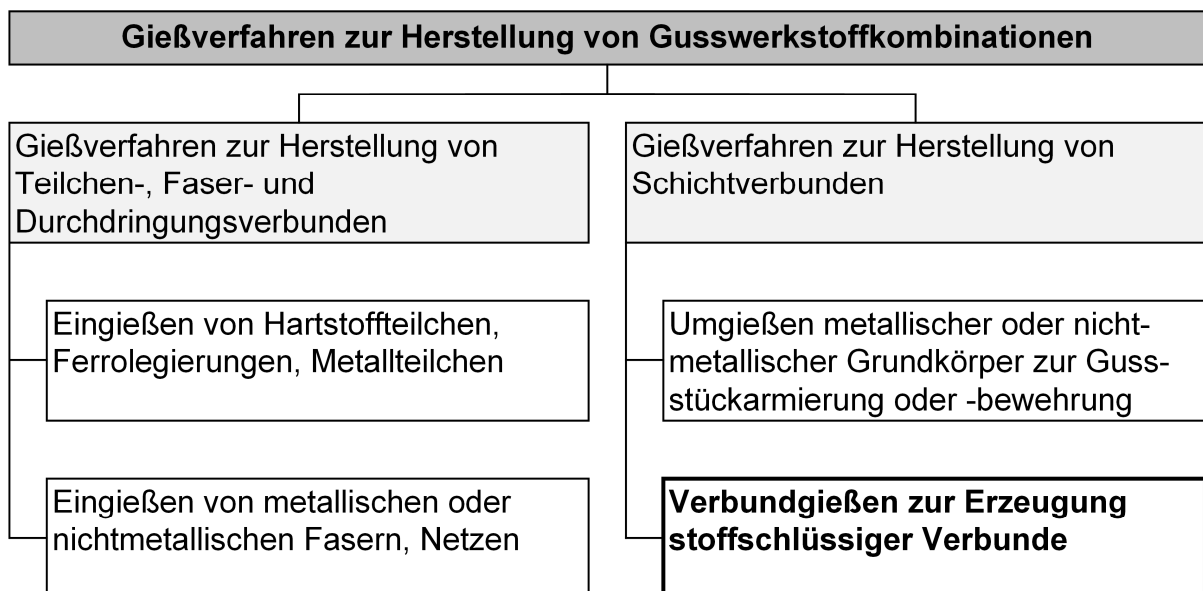 Gießverfahren zur Herstellung von Gusswerkstoffkombinationen
Gießverfahren zur Herstellung von
Teilchen-, Faser- und
Durchdringungsverbunden
Eingießen von Hartstoffteilchen,
Ferrolegierungen, Metallteilchen
Eingießen von metallischen oder
nichtmetallischen Fasern, Netzen
Gießverfahren zur Herstellung von
Schichtverbunden
Umgießen metallischer oder nicht-
metallischer Grundkörper zur Guss-
stückarmierung oder -bewehrung
Verbundgießen zur Erzeugung
stoffschlüssiger Verbunde